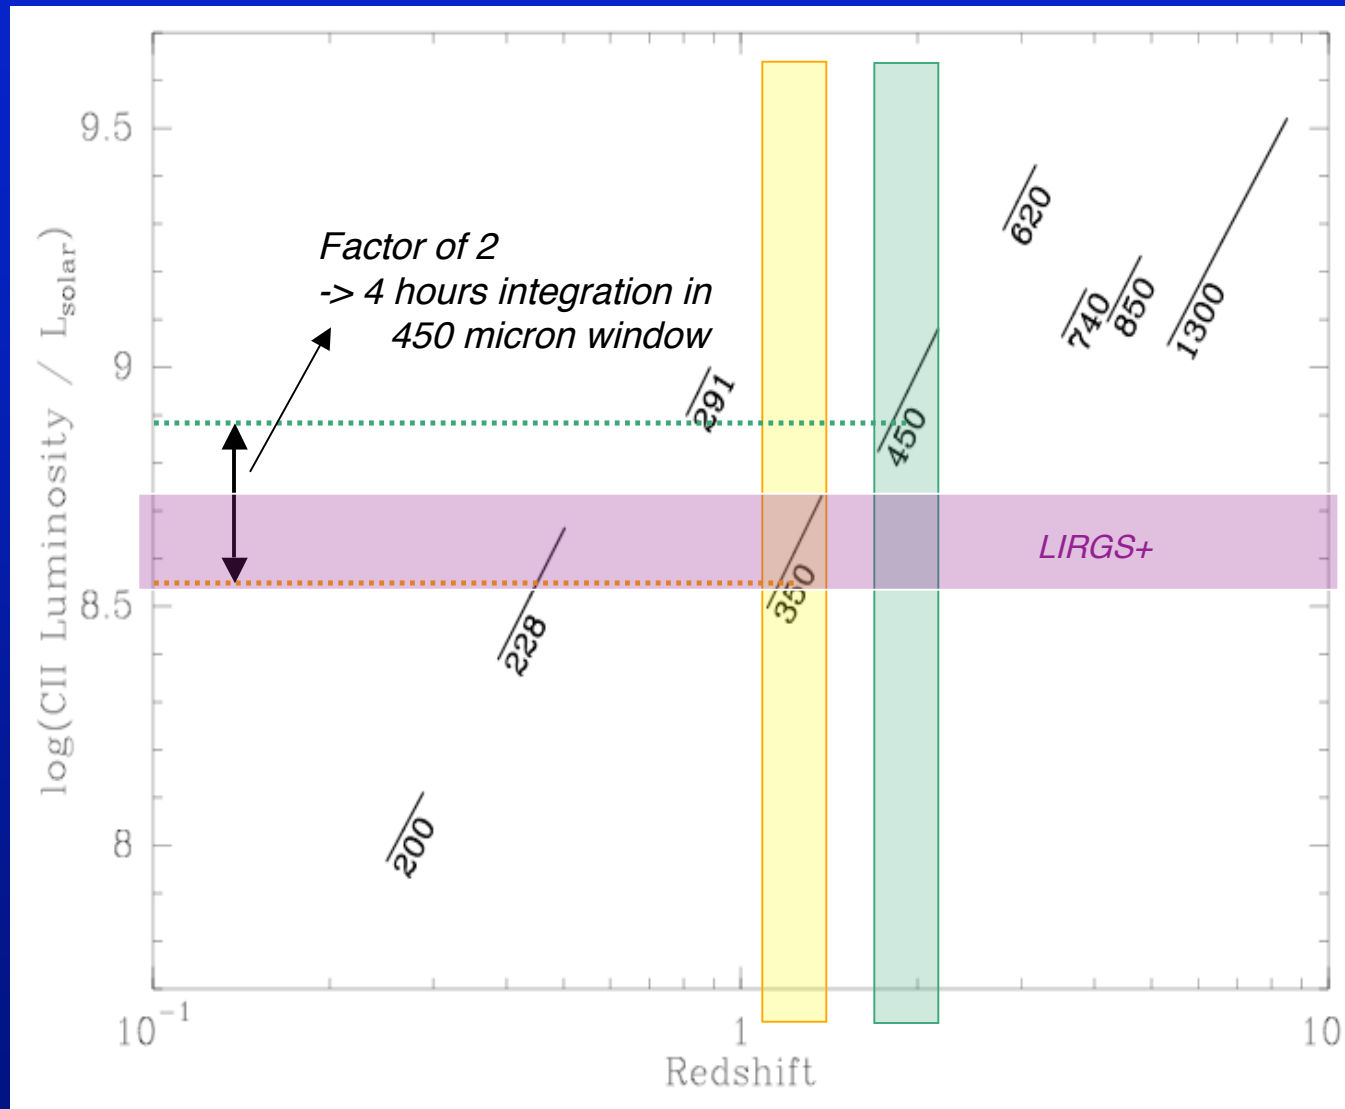 9.5
9
8.5
8
log(CII Luminosity / L_solar)
Factor of 2
-> 4 hours integration in
450 micron window
620
740
850
1300
291
450
LIRGS+
350
228
200
10^-1
1
10
Redshift